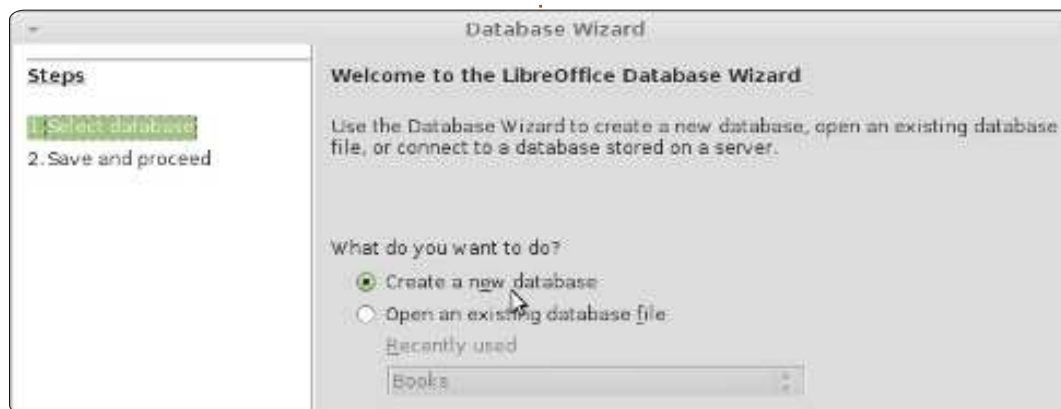 Database Wizard
Steps
1. Select database
2. Save and proceed
Welcome to the LibreOffice Database Wizard
Use the Database Wizard to create a new database, open an existing database
file, or connect to a database stored on a server.
What do you want to do?
Create a new database
Open an existing database file
Recently used
Books